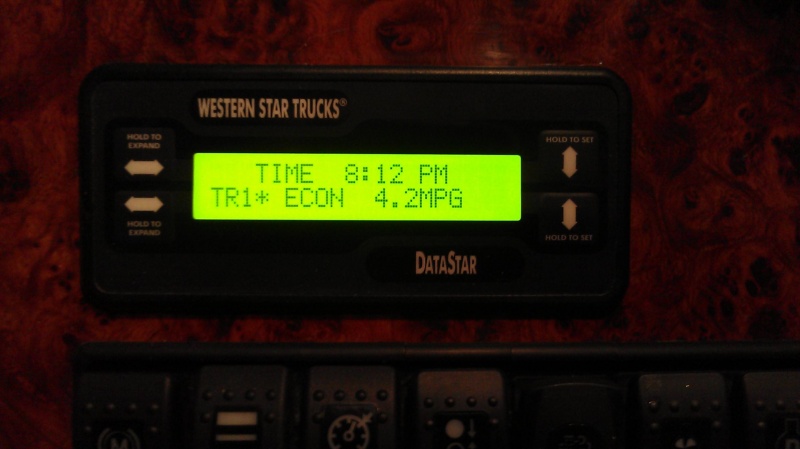 WESTERN STAR TRUCKS®
HOLD TO
EXPAND
HOLD TO SET
TIME 8:12 PM
TR1* ECON 4.2MPG
HOLD TO
EXPAND
HOLD TO SET
DATASTAR
M